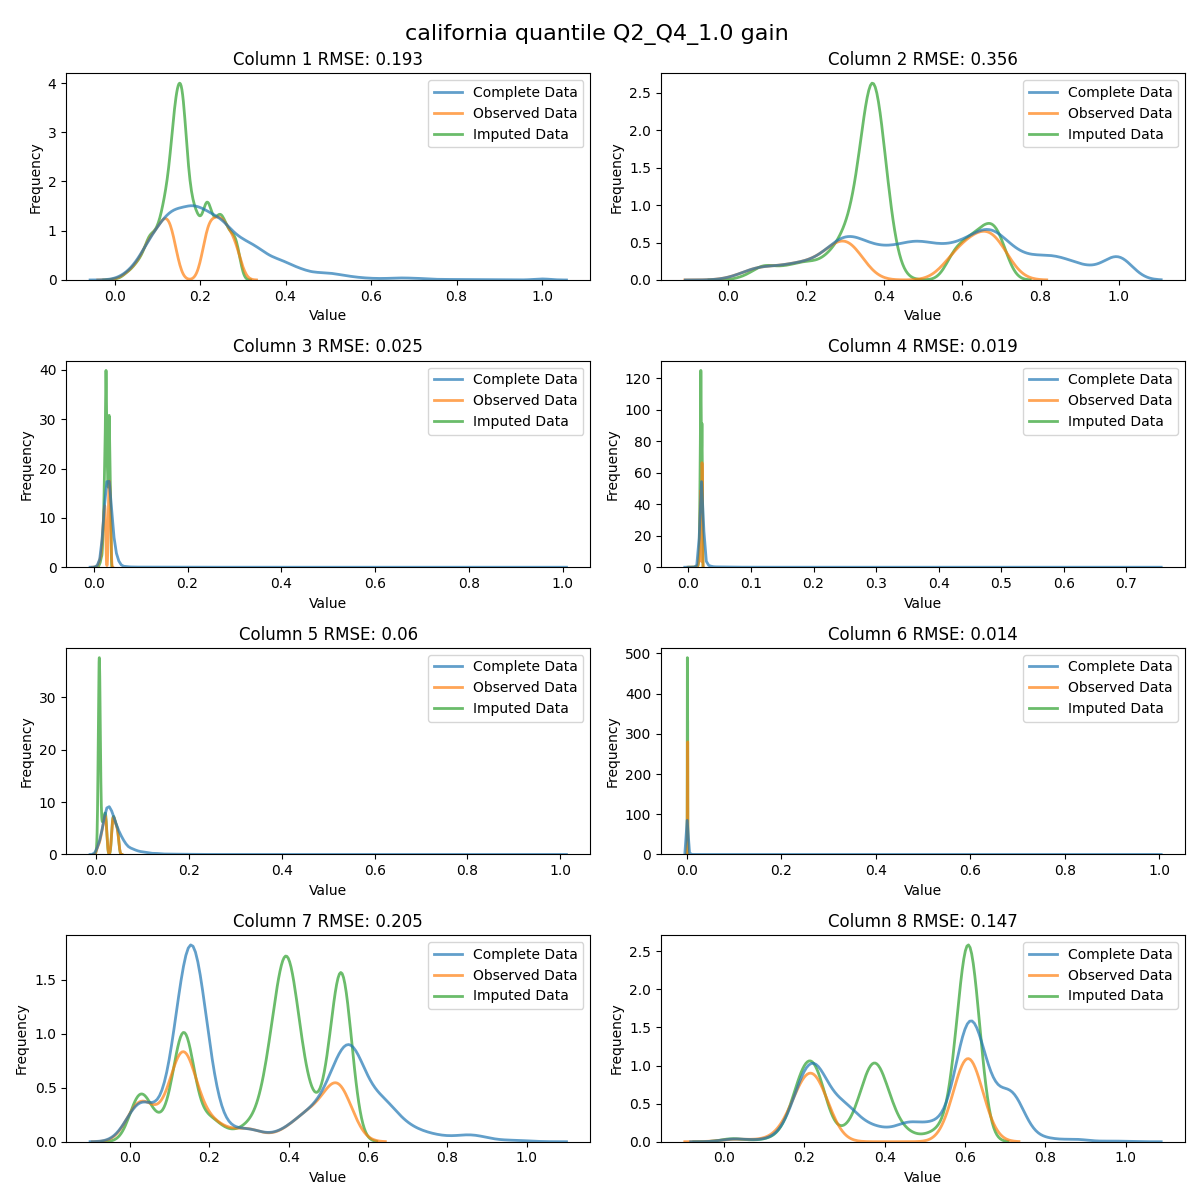 california quantile Q2_Q4_1.0 gain
Column 1 RMSE: 0.193
Frequency
4
3
2
1
0
0.0 0.2 0.4 0.6 0.8 1.0
Value
Complete Data
Observed Data
Imputed Data
Column 2 RMSE: 0.356
Frequency
2.5
2.0
1.5
1.0
0.5
0.0
0.0 0.2 0.4 0.6 0.8 1.0
Value
Complete Data
Observed Data
Imputed Data
Column 3 RMSE: 0.025
Frequency
40
30
20
10
0
0.0 0.2 0.4 0.6 0.8 1.0
Value
Complete Data
Observed Data
Imputed Data
Column 4 RMSE: 0.019
Frequency
120
100
80
60
40
20
0
0.0 0.1 0.2 0.3 0.4 0.5 0.6 0.7
Value
Complete Data
Observed Data
Imputed Data
Column 5 RMSE: 0.06
Frequency
30
20
10
0
0.0 0.2 0.4 0.6 0.8 1.0
Value
Complete Data
Observed Data
Imputed Data
Column 6 RMSE: 0.014
Frequency
500
400
300
200
100
0
0.0 0.2 0.4 0.6 0.8 1.0
Value
Complete Data
Observed Data
Imputed Data
Column 7 RMSE: 0.205
Frequency
1.5
1.0
0.5
0.0
0.0 0.2 0.4 0.6 0.8 1.0
Value
Complete Data
Observed Data
Imputed Data
Column 8 RMSE: 0.147
Frequency
2.5
2.0
1.5
1.0
0.5
0.0
0.0 0.2 0.4 0.6 0.8 1.0
Value
Complete Data
Observed Data
Imputed Data